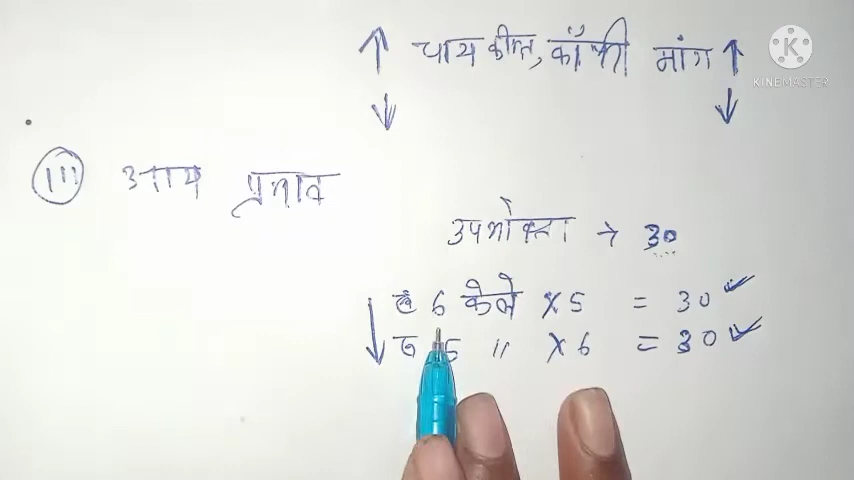 ↑ चाय कीमत, कॉफी मांग ↑
↓ ↓
K
KINEMASTER
(iii) आय प्रभाव
उपभोक्ता → 30
↓ 6 केले × 5 = 30 ✓
5 〃 × 6 = 30 ✓